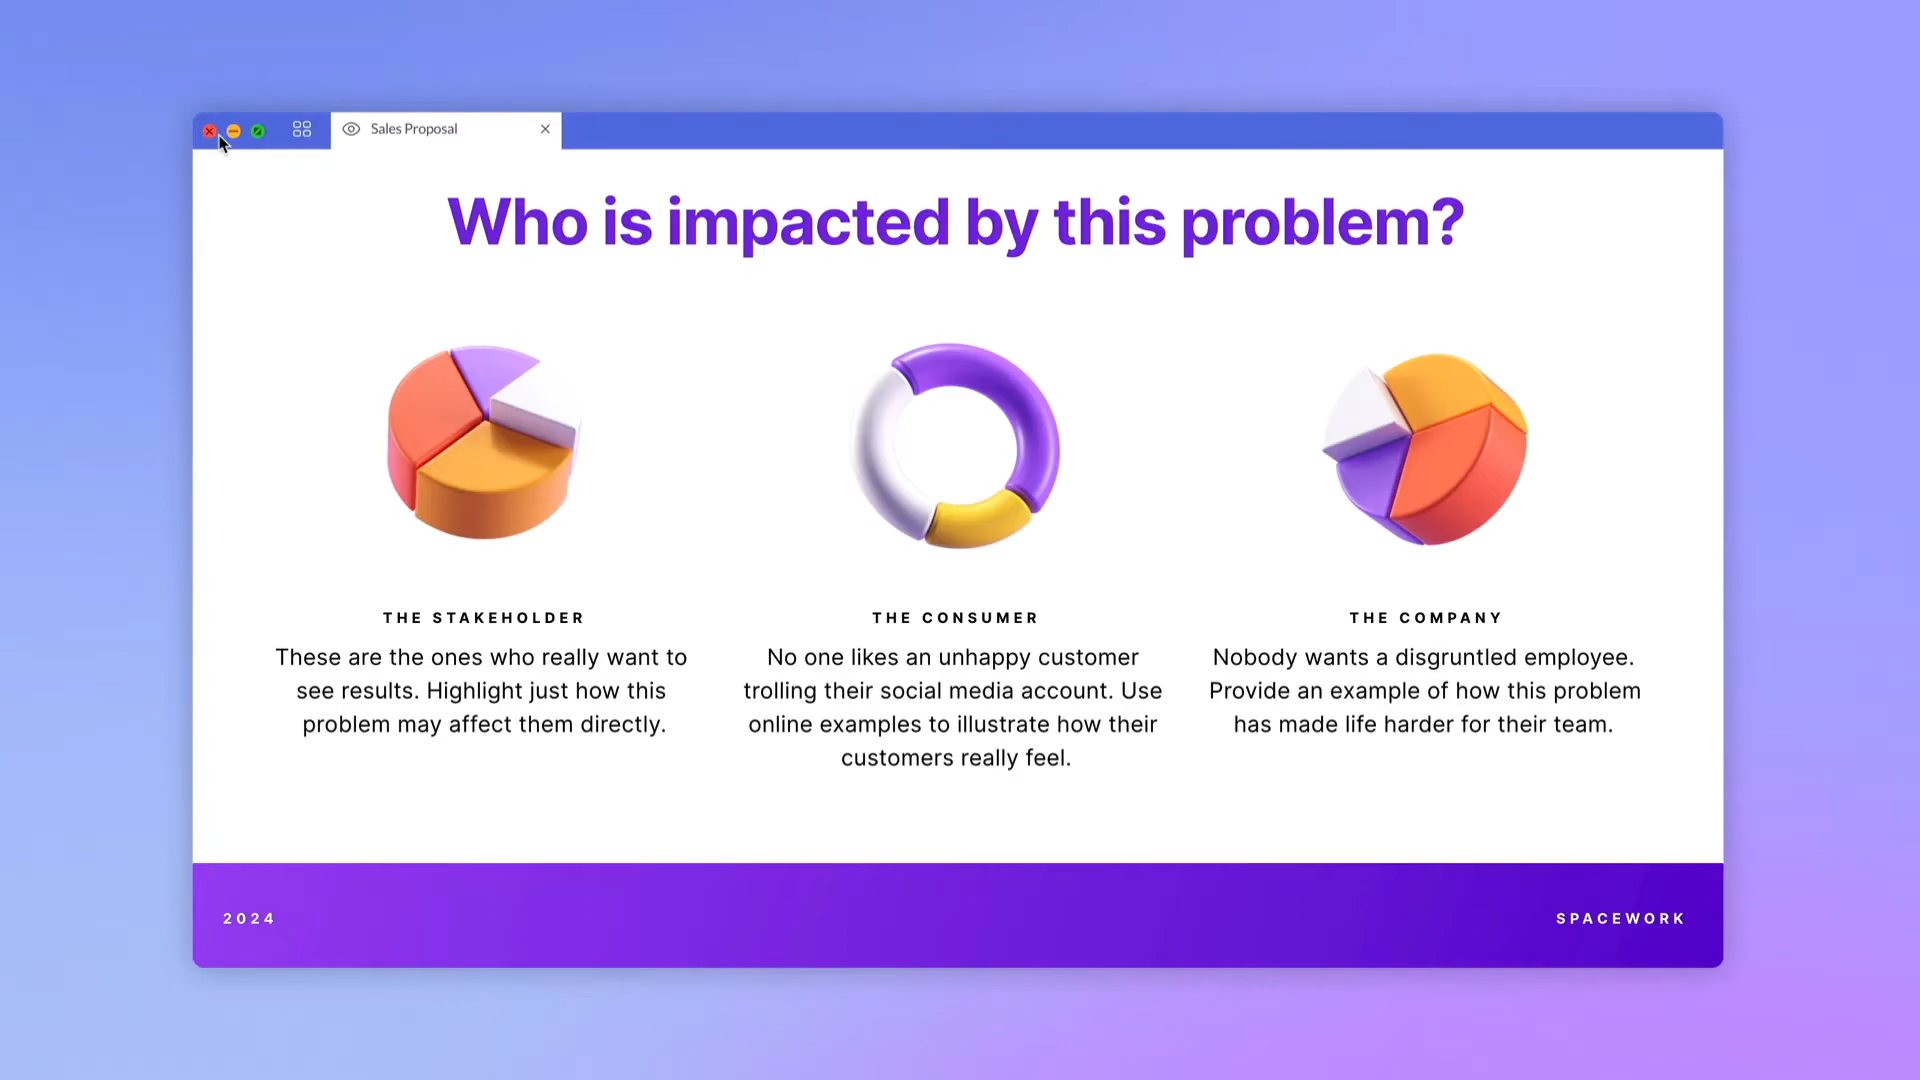 Sales Proposal
Who is impacted by this problem?
THE STAKEHOLDER
These are the ones who really want to
see results. Highlight just how this
problem may affect them directly.
THE CONSUMER
No one likes an unhappy customer
trolling their social media account. Use
online examples to illustrate how their
customers really feel.
THE COMPANY
Nobody wants a disgruntled employee.
Provide an example of how this problem
has made life harder for their team.
2024
SPACEWORK